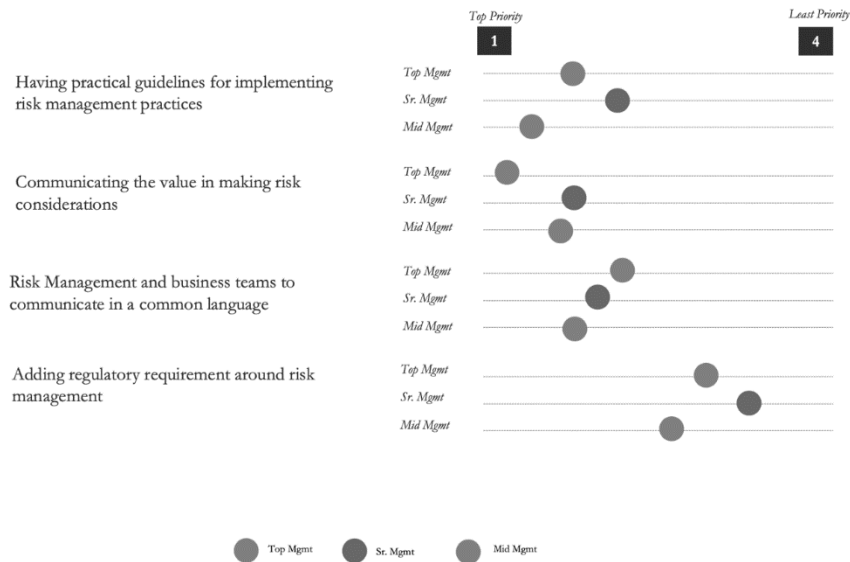 Top Priority
Least Priority
1
4
Having practical guidelines for implementing
risk management practices
Top Mgmt
Sr. Mgmt
Mid Mgmt
Communicating the value in making risk
considerations
Top Mgmt
Sr. Mgmt
Mid Mgmt
Risk Management and business teams to
communicate in a common language
Top Mgmt
Sr. Mgmt
Mid Mgmt
Adding regulatory requirement around risk
management
Top Mgmt
Sr. Mgmt
Mid Mgmt
Top Mgmt
Sr. Mgmt
Mid Mgmt